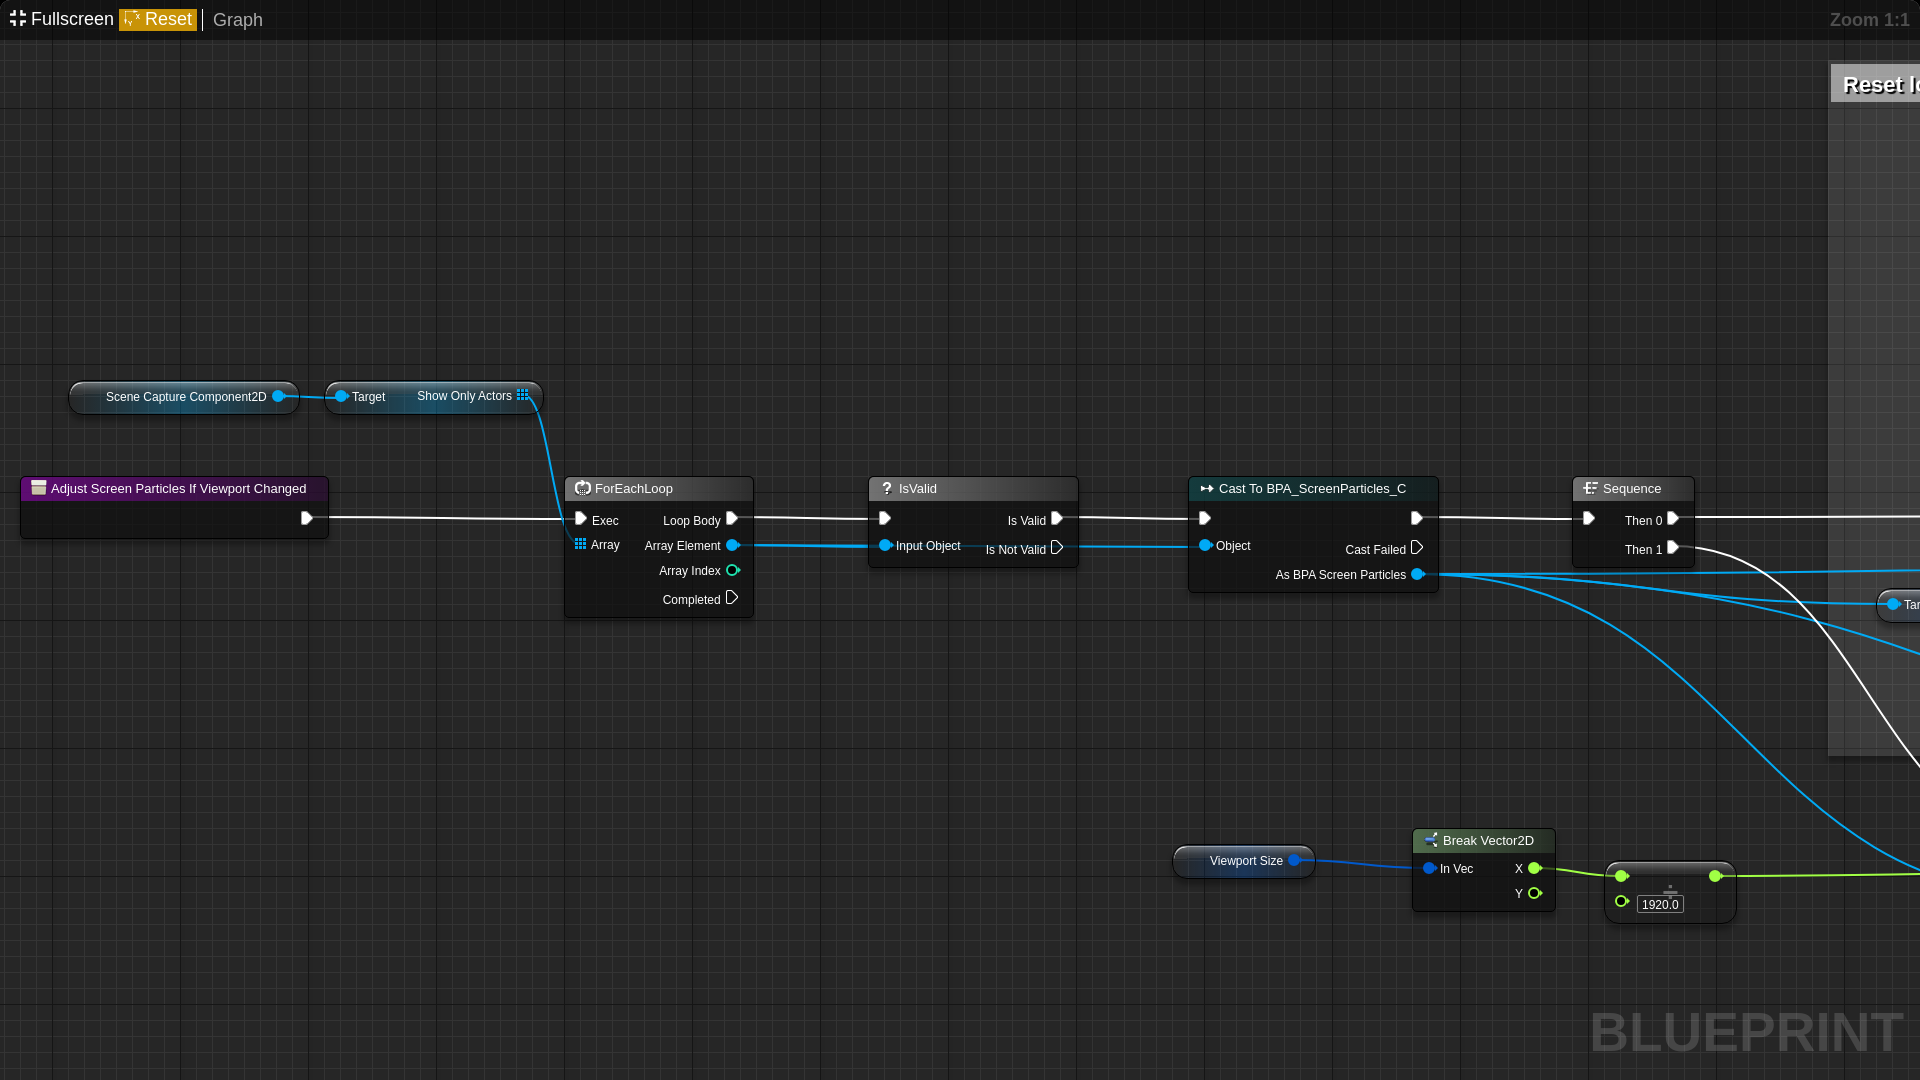 Fullscreen Reset Graph
Zoom 1:1
Reset
Scene Capture Component2D
Target Show Only Actors
Adjust Screen Particles If Viewport Changed
ForEachLoop
Exec Loop Body
Array Array Element
Array Index
Completed
? IsValid
Is Valid
Input Object Is Not Valid
Cast To BPA_ScreenParticles_C
Object
Cast Failed
As BPA Screen Particles
Sequence
Then 0
Then 1
Tar
Viewport Size
Break Vector2D
In Vec X
Y
÷
1920.0
BLUEPRINT